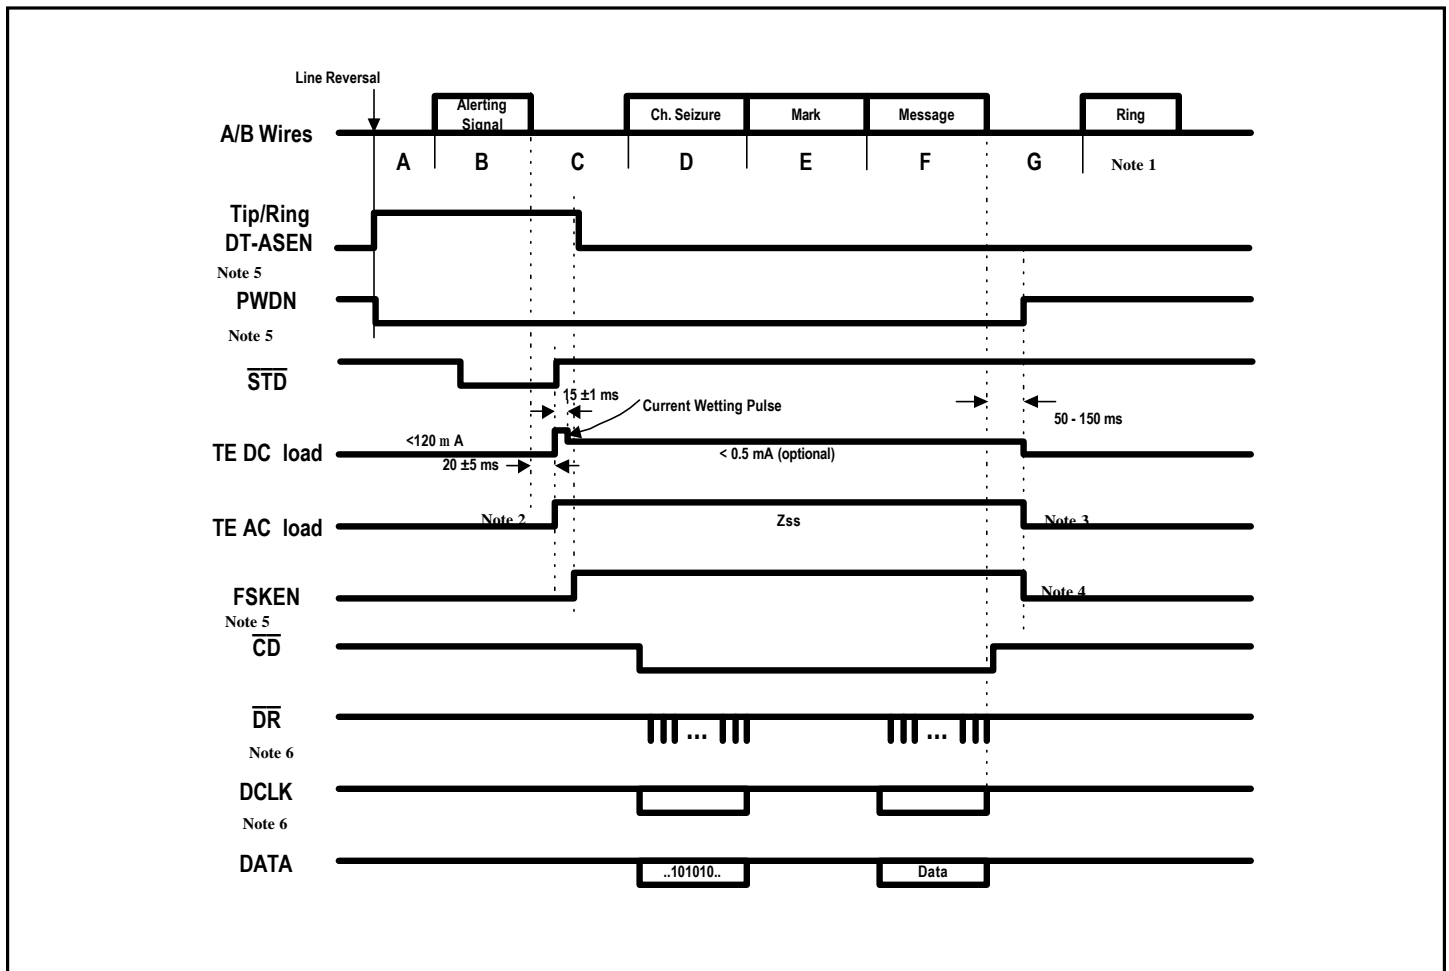 Line Reversal
Alerting
Signal
Ch. Seizure
Mark
Message
Ring
A/B Wires
A
B
C
D
E
F
G
Note 1
Tip/Ring
DT-ASEN
Note 5
PWDN
Note 5
STD
15 ±1 ms
Current Wetting Pulse
50 - 150 ms
<120 m A
TE DC load
< 0.5 mA (optional)
20 ±5 ms
Note 2
Zss
Note 3
TE AC load
FSKEN
Note 4
Note 5
CD
DR
...
...
Note 6
DCLK
Note 6
DATA
..101010..
Data